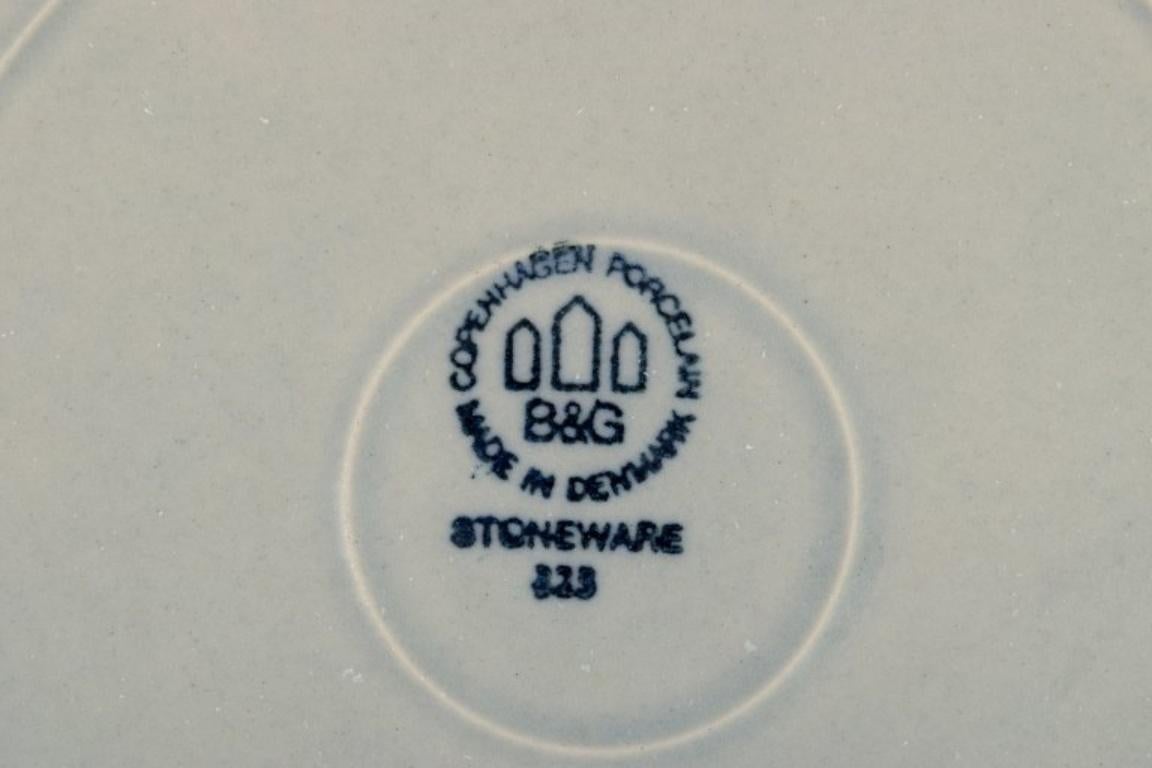 COPENHAGEN PORCELAIN
B&G
MADE IN DENMARK
STONEWARE